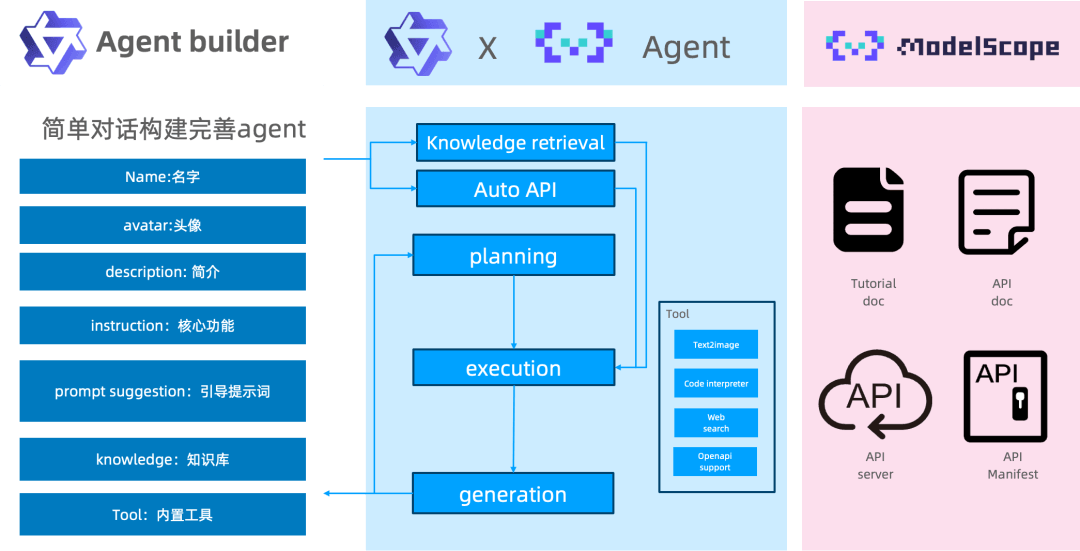 Agent builder
X
Agent
ModelScope
简单对话构建完善agent
Name:名字
avatar:头像
description: 简介
instruction：核心功能
prompt suggestion：引导提示词
knowledge：知识库
Tool：内置工具
Knowledge retrieval
Auto API
planning
execution
generation
Tool
Text2image
Code interpreter
Web
search
Openapi
support
Tutorial
doc
API
doc
API
API
server
API
API
Manifest